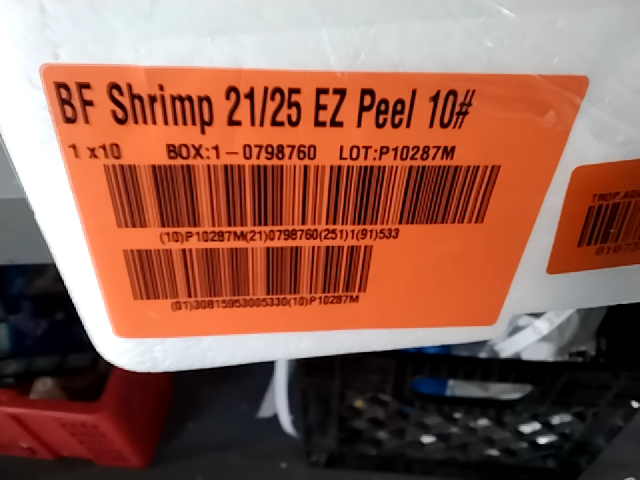 BF Shrimp 21/25 EZ Peel 10#
1 x10 BOX:1-0798760 LOT:P10287M
(10)P10287M(21)0798760(251)1(91)533
(01)30815953005330(10)P10287M